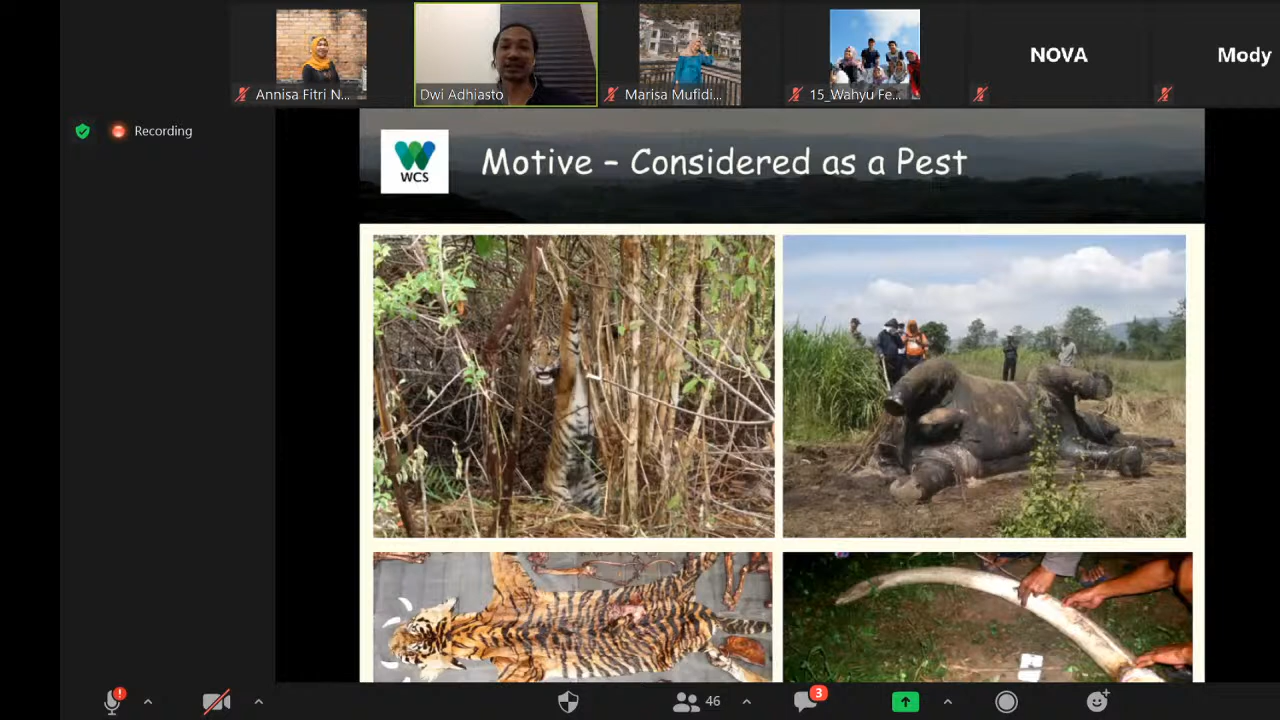 Annisa Fitri N...
Dwi Adhiasto
Marisa Mufidi...
15_Wahyu Fe...
NOVA
Mody
Recording
WCS
Motive – Considered as a Pest
46
3